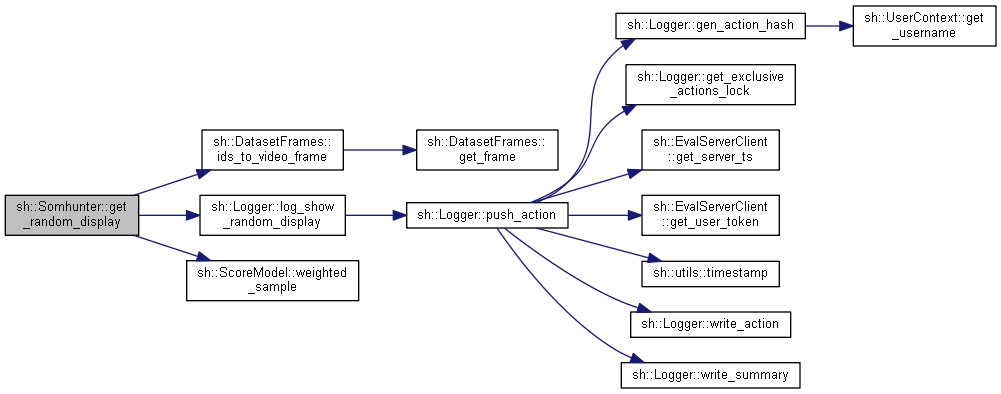 sh::Somhunter::get
_random_display
sh::DatasetFrames::
ids_to_video_frame
sh::DatasetFrames::
get_frame
sh::Logger::log_show
_random_display
sh::ScoreModel::weighted
_sample
sh::Logger::push_action
sh::Logger::gen_action_hash
sh::UserContext::get
_username
sh::Logger::get_exclusive
_actions_lock
sh::EvalServerClient
::get_server_ts
sh::EvalServerClient
::get_user_token
sh::utils::timestamp
sh::Logger::write_action
sh::Logger::write_summary